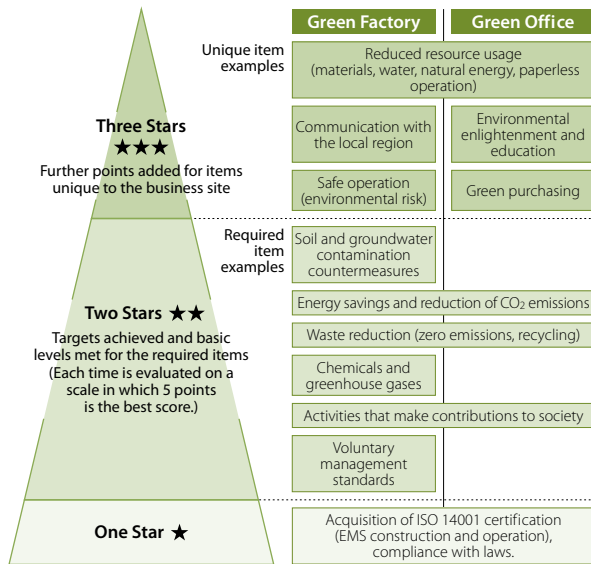 Green Factory
Green Office
Unique item
examples
Reduced resource usage
(materials, water, natural energy, paperless
operation)
Three Stars
★★★
Further points added for items
unique to the business site
Communication with
the local region
Environmental
enlightenment and
education
Safe operation
(environmental risk)
Green purchasing
Required
item
examples
Soil and groundwater
contamination
countermeasures
Two Stars ★★
Targets achieved and basic
levels met for the required items
(Each time is evaluated on a
scale in which 5 points
is the best score.)
Energy savings and reduction of CO₂ emissions
Waste reduction (zero emissions, recycling)
Chemicals and
greenhouse gases
Activities that make contributions to society
Voluntary
management
standards
One Star ★
Acquisition of ISO 14001 certification
(EMS construction and operation),
compliance with laws.